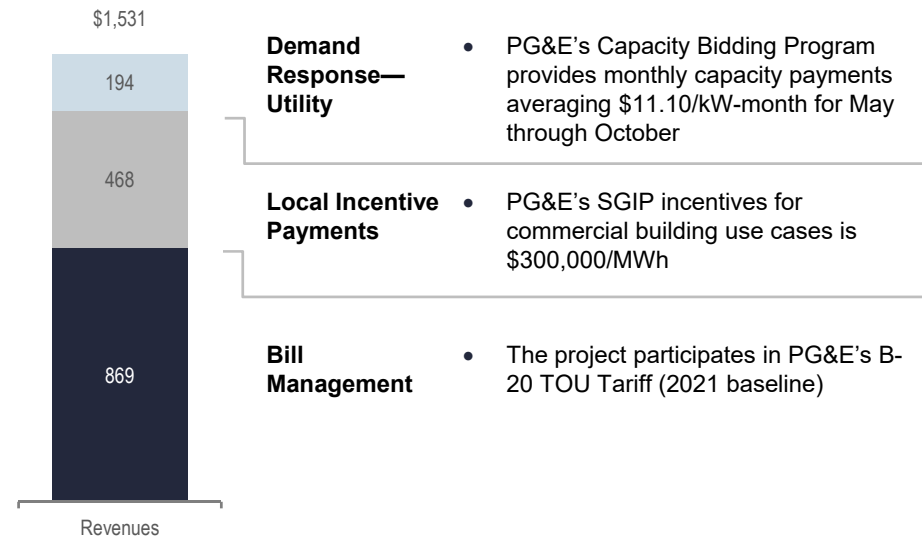 $1,531
194
468
869
Revenues
Demand
Response—
Utility
• PG&E's Capacity Bidding Program
provides monthly capacity payments
averaging $11.10/kW-month for May
through October
Local Incentive
Payments
• PG&E's SGIP incentives for
commercial building use cases is
$300,000/MWh
Bill
Management
• The project participates in PG&E's B-
20 TOU Tariff (2021 baseline)